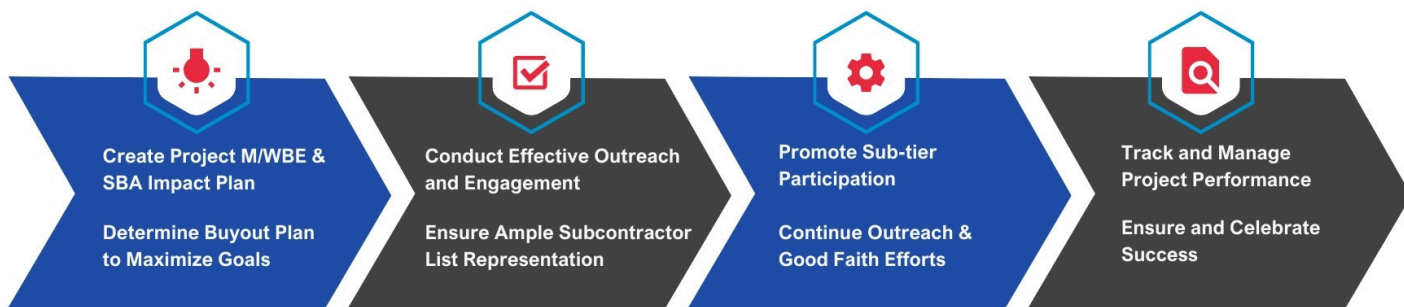 Create Project M/WBE &
SBA Impact Plan
Determine Buyout Plan
to Maximize Goals
Conduct Effective Outreach
and Engagement
Ensure Ample Subcontractor
List Representation
Promote Sub-tier
Participation
Continue Outreach &
Good Faith Efforts
Track and Manage
Project Performance
Ensure and Celebrate
Success